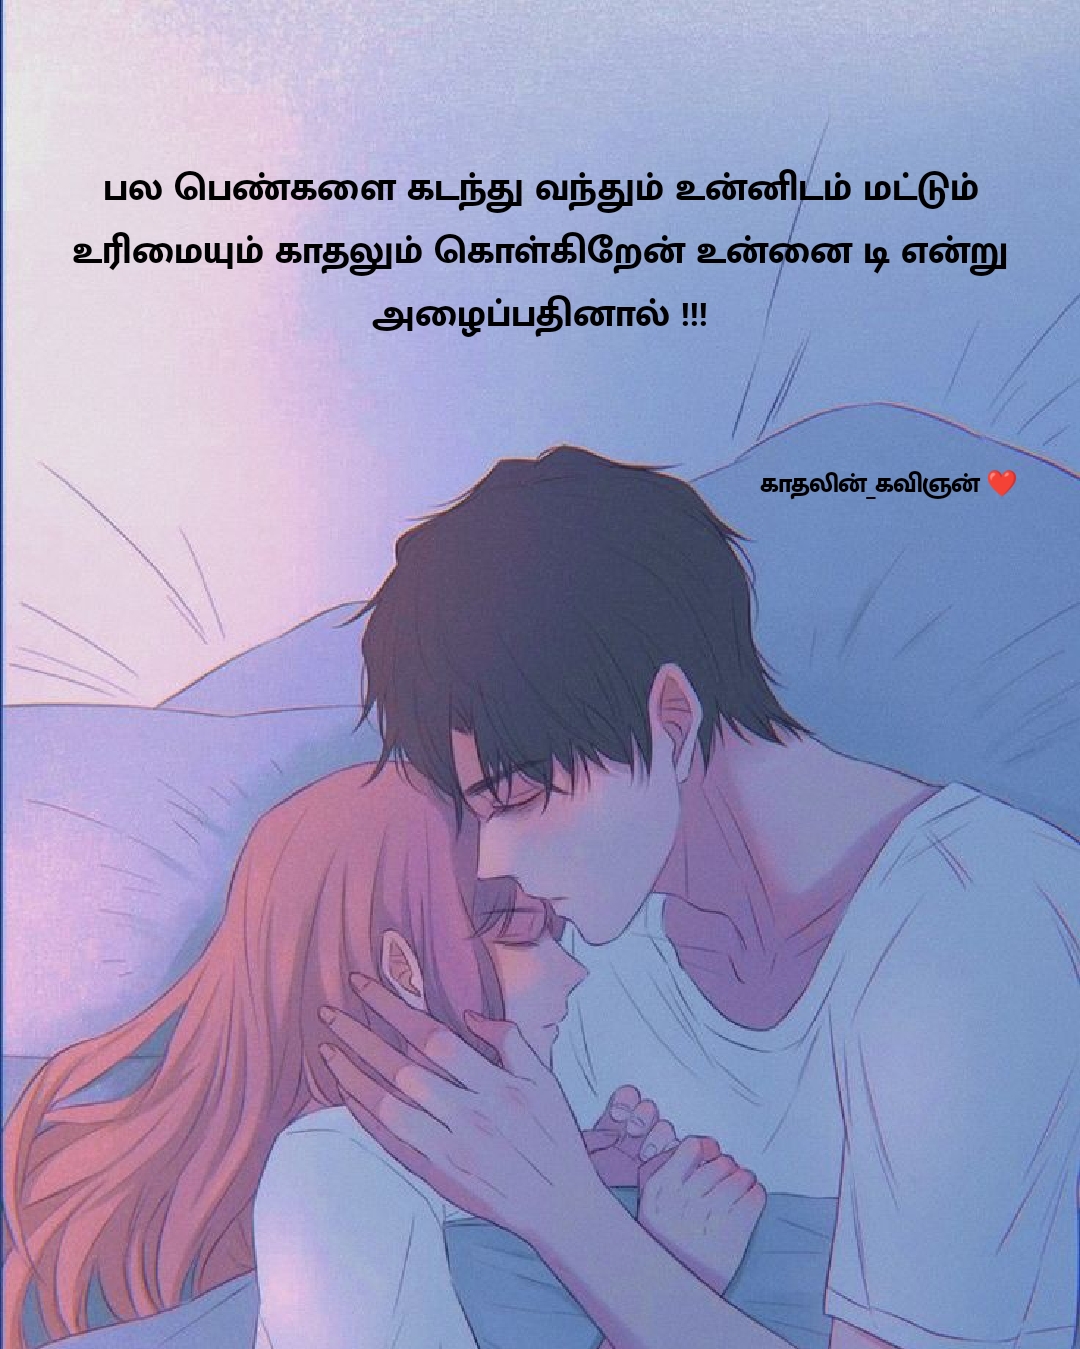 பல பெண்களை கடந்து வந்தும் உன்னிடம் மட்டும்
உரிமையும் காதலும் கொள்கிறேன் உன்னை டி என்று
அழைப்பதினால் !!!
காதலின்_கவிஞன் ❤️